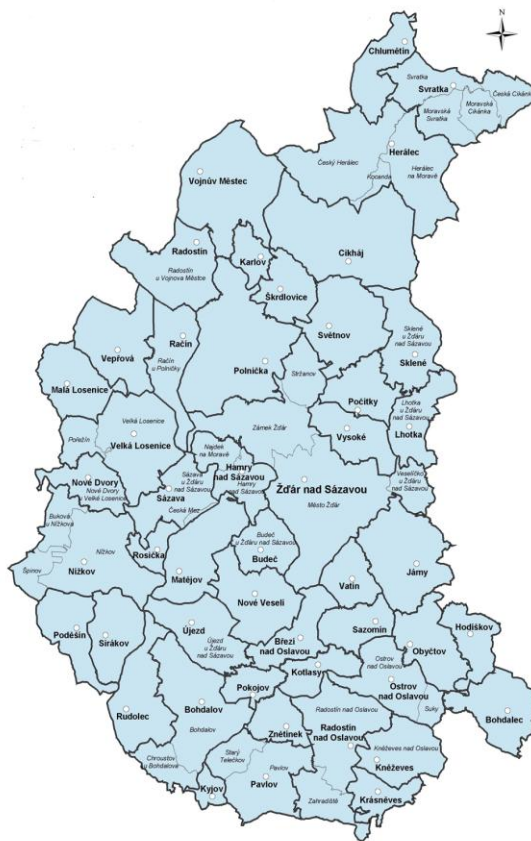 N
Chlumětín
Svratka
Svratka
Česká Cikánka
Moravská
Cikánka
Moravská
Svratka
Herálec
Český Herálec
Herálec
na Moravě
Kocanda
Vojnův Městec
Radostín
Radostín
u Vojnova Městce
Karlov
Cikháj
Škrdlovice
Světnov
Sklené
u Žďáru
nad Sázavou
Sklené
Vepřová
Račín
Račín
u Polničky
Polnička
Stržanov
Malá Losenice
Počítky
Lhotka
u Žďáru
nad Sázavou
Lhotka
Velká Losenice
Velká Losenice
Pořežín
Zámek Žďár
Vysoké
Najdek
na Moravě
Hamry
nad Sázavou
Hamry
nad Sázavou
Veselíčko
u Žďáru
nad Sázavou
Nové Dvory
Nové Dvory
u Velké Losenice
Sázava
u Žďáru
nad Sázavou
Sázava
Česká Mez
Žďár nad Sázavou
Město Žďár
Buková
u Nížkova
Nížkov
Nížkov
Špinov
Rosička
Matějov
Budeč
u Žďáru nad Sázavou
Budeč
Vatín
Jámy
Nové Veselí
Poděšín
Sirákov
Újezd
Újezd
u Žďáru
nad Sázavou
Březí
nad Oslavou
Sazomín
Obyčtov
Hodíškov
Kotlasy
Ostrov
nad Oslavou
Ostrov
nad Oslavou
Suky
Bohdalec
Rudolec
Bohdalov
Bohdalov
Pokojov
Znětínek
Radostín nad Oslavou
Radostín
nad Oslavou
Kněževes nad Oslavou
Kněževes
Chroustov
u Bohdalova
Starý
Telečkov
Pavlov
Pavlov
Kyjov
Zahradiště
Krásněves